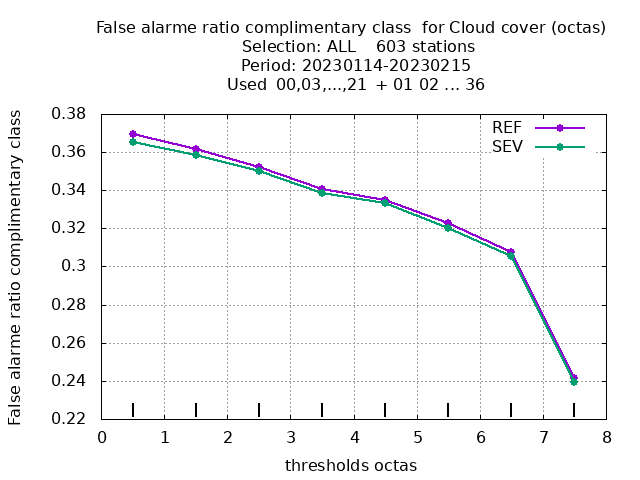 False alarme ratio complimentary class  for Cloud cover (octas)
Selection: ALL    603 stations
Period: 20230114-20230215
Used  00,03,...,21  + 01 02 ... 36
False alarme ratio complimentary class
0.38
0.36
0.34
0.32
0.3
0.28
0.26
0.24
0.22
REF
SEV
0 1 2 3 4 5 6 7 8
thresholds octas